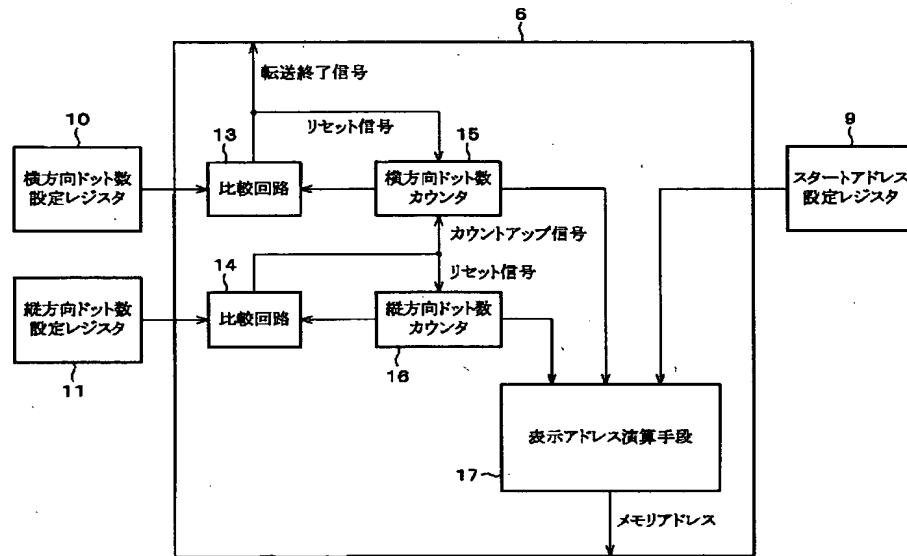 6
転送終了信号
10
13
リセット信号
15
9
横方向ドット数
設定レジスタ
比較回路
横方向ドット数
カウンタ
スタートアドレス
設定レジスタ
カウントアップ信号
14
リセット信号
縦方向ドット数
設定レジスタ
比較回路
縦方向ドット数
カウンタ
11
16
表示アドレス演算手段
17
メモリアドレス